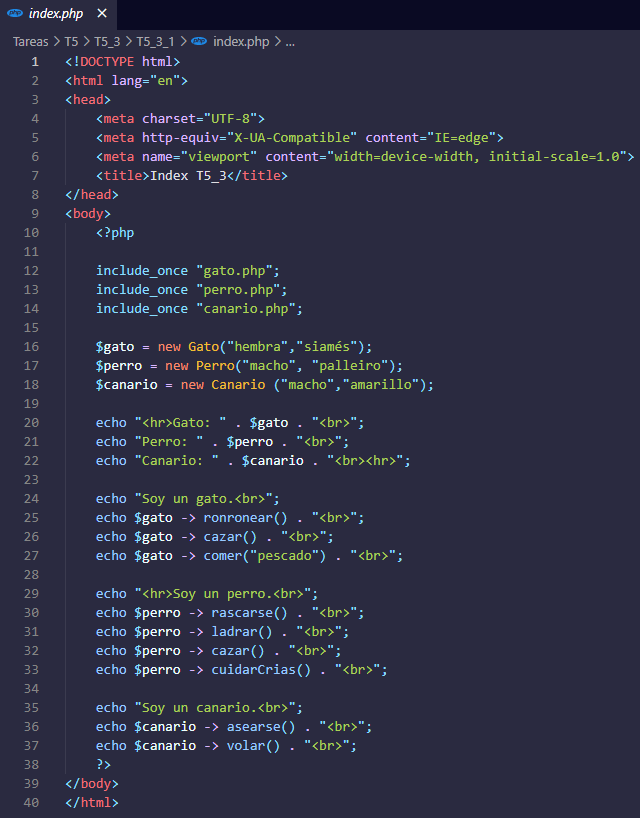 php index.php ×
Tareas > T5 > T5_3 > T5_3_1 > php index.php > ...
1 <!DOCTYPE html>
2 <html lang="en">
3 <head>
4 <meta charset="UTF-8">
5 <meta http-equiv="X-UA-Compatible" content="IE=edge">
6 <meta name="viewport" content="width=device-width, initial-scale=1.0">
7 <title>Index T5_3</title>
8 </head>
9 <body>
10 <?php
11
12 include_once "gato.php";
13 include_once "perro.php";
14 include_once "canario.php";
15
16 $gato = new Gato("hembra","siamés");
17 $perro = new Perro("macho", "palleiro");
18 $canario = new Canario ("macho","amarillo");
19
20 echo "<hr>Gato: " . $gato . "<br>";
21 echo "Perro: " . $perro . "<br>";
22 echo "Canario: " . $canario . "<br><hr>";
23
24 echo "Soy un gato.<br>";
25 echo $gato -> ronronear() . "<br>";
26 echo $gato -> cazar() . "<br>";
27 echo $gato -> comer("pescado") . "<br>";
28
29 echo "<hr>Soy un perro.<br>";
30 echo $perro -> rascarse() . "<br>";
31 echo $perro -> ladrar() . "<br>";
32 echo $perro -> cazar() . "<br>";
33 echo $perro -> cuidarCrias() . "<br>";
34
35 echo "Soy un canario.<br>";
36 echo $canario -> asearse() . "<br>";
37 echo $canario -> volar() . "<br>";
38 ?>
39 </body>
40 </html>